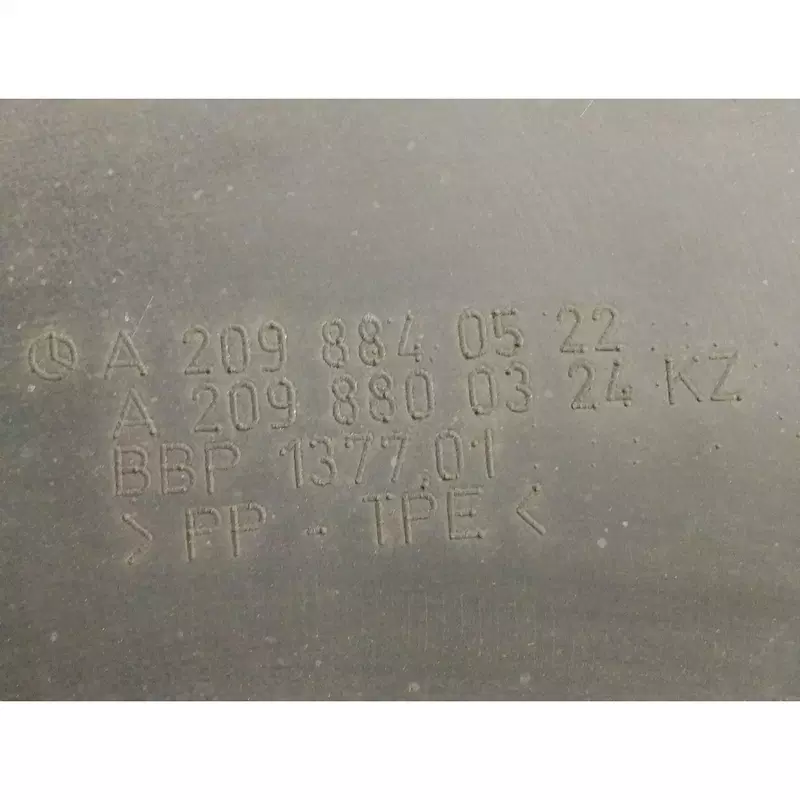 A 209 884 05 22
A 209 880 03 24 KZ
BBP 1377,01
>PP - TPE<